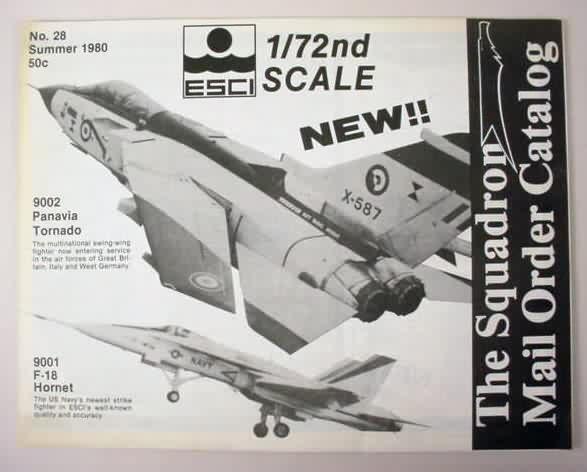 No. 28
Summer 1980
50c
ESCI
1/72nd
SCALE
NEW!!
The Squadron
Mail Order Catalog
9002
Panavia
Tornado
The multinational swing-wing
fighter now entering service
in the air forces of Great Bri-
tain, Italy and West Germany.
X-587
9001
F-18
Hornet
The US Navy's newest strike
fighter in ESCI's well-known
quality and accuracy.
NAVY